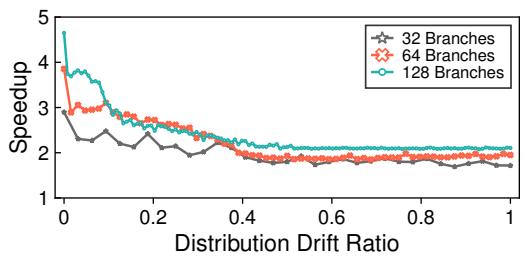 5
4
3
2
1
Speedup
32 Branches
64 Branches
128 Branches
0 0.2 0.4 0.6 0.8 1
Distribution Drift Ratio